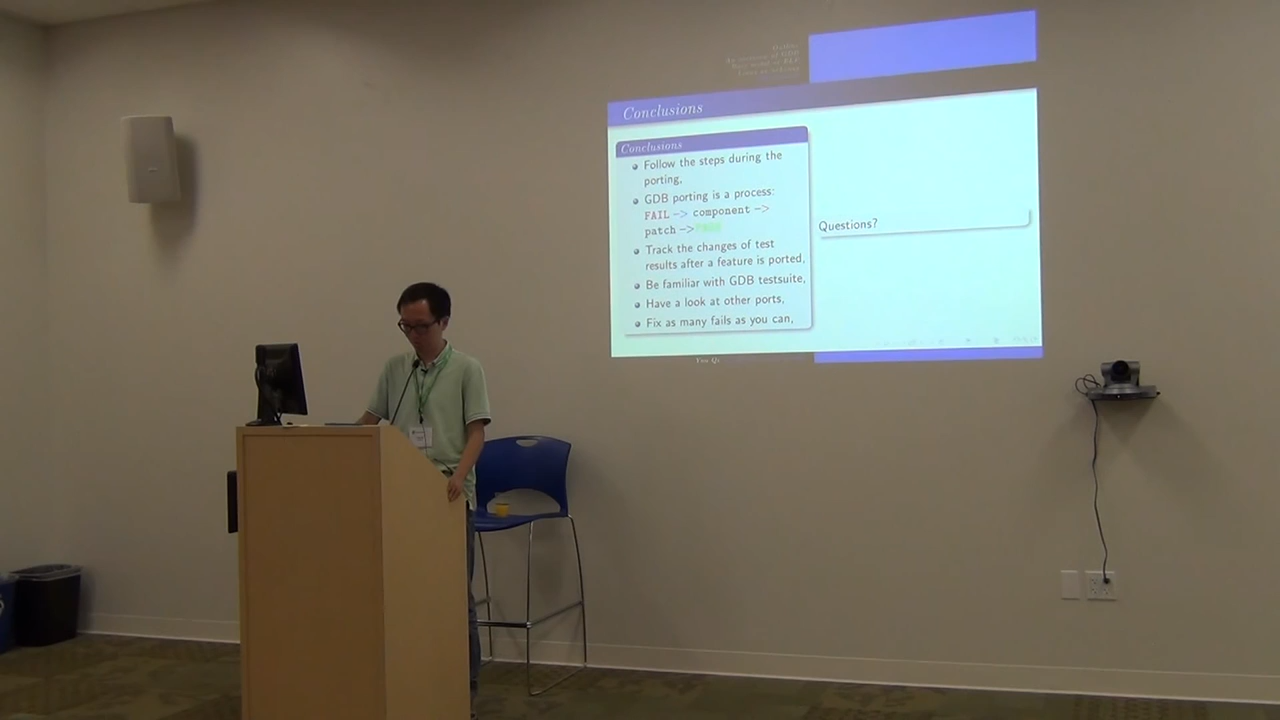 Conclusions
Conclusions
Follow the steps during the
porting,
GDB porting is a process:
FAIL -> component ->
patch ->
Track the changes of test
results after a feature is ported,
Be familiar with GDB testsuite,
Have a look at other ports,
Fix as many fails as you can,
Questions?
Yao Qi